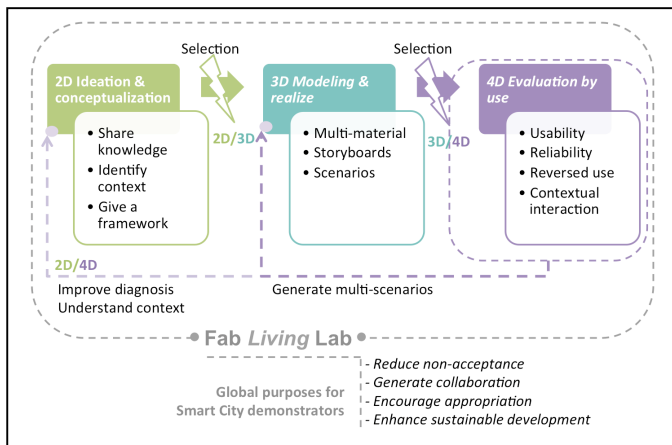 Selection
Selection
2D Ideation &
conceptualization
• Share
knowledge
• Identify
context
• Give a
framework
2D/3D
3D Modeling &
realize
• Multi-material
• Storyboards
• Scenarios
3D/4D
4D Evaluation by
use
• Usability
• Reliability
• Reversed use
• Contextual
interaction
2D/4D
Improve diagnosis
Understand context
Generate multi-scenarios
Fab Living Lab
Global purposes for
Smart City demonstrators
- Reduce non-acceptance
- Generate collaboration
- Encourage appropriation
- Enhance sustainable development